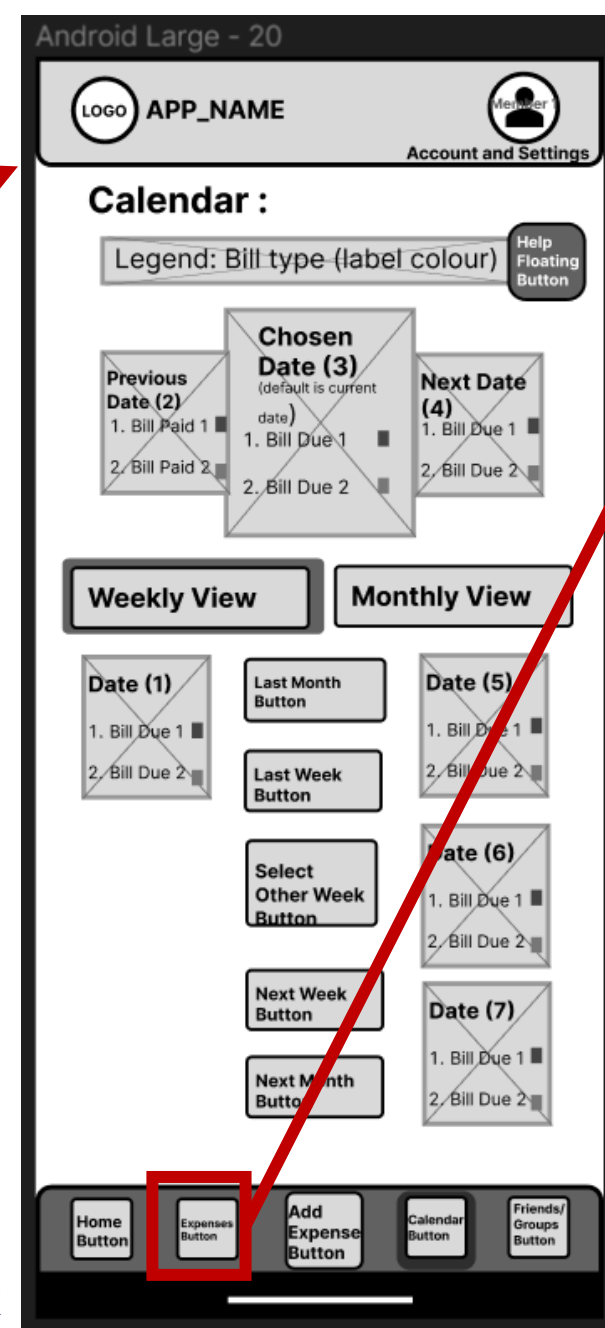 Android Large - 20
LOGO
APP_NAME
Member 1
Account and Settings
Calendar :
Legend: Bill type (label colour)
Help
Floating
Button
Previous
Date (2)
1. Bill Paid 1
2. Bill Paid 2
Chosen
Date (3)
(default is current
date)
1. Bill Due 1
2. Bill Due 2
Next Date
(4)
1. Bill Due 1
2. Bill Due 2
Weekly View
Monthly View
Date (1)
1. Bill Due 1
2. Bill Due 2
Last Month
Button
Last Week
Button
Select
Other Week
Button
Next Week
Button
Next Month
Button
Date (5)
1. Bill Due 1
2. Bill Due 2
Date (6)
1. Bill Due 1
2. Bill Due 2
Date (7)
1. Bill Due 1
2. Bill Due 2
Home
Button
Expenses
Button
Add
Expense
Button
Calendar
Button
Friends/
Groups
Button